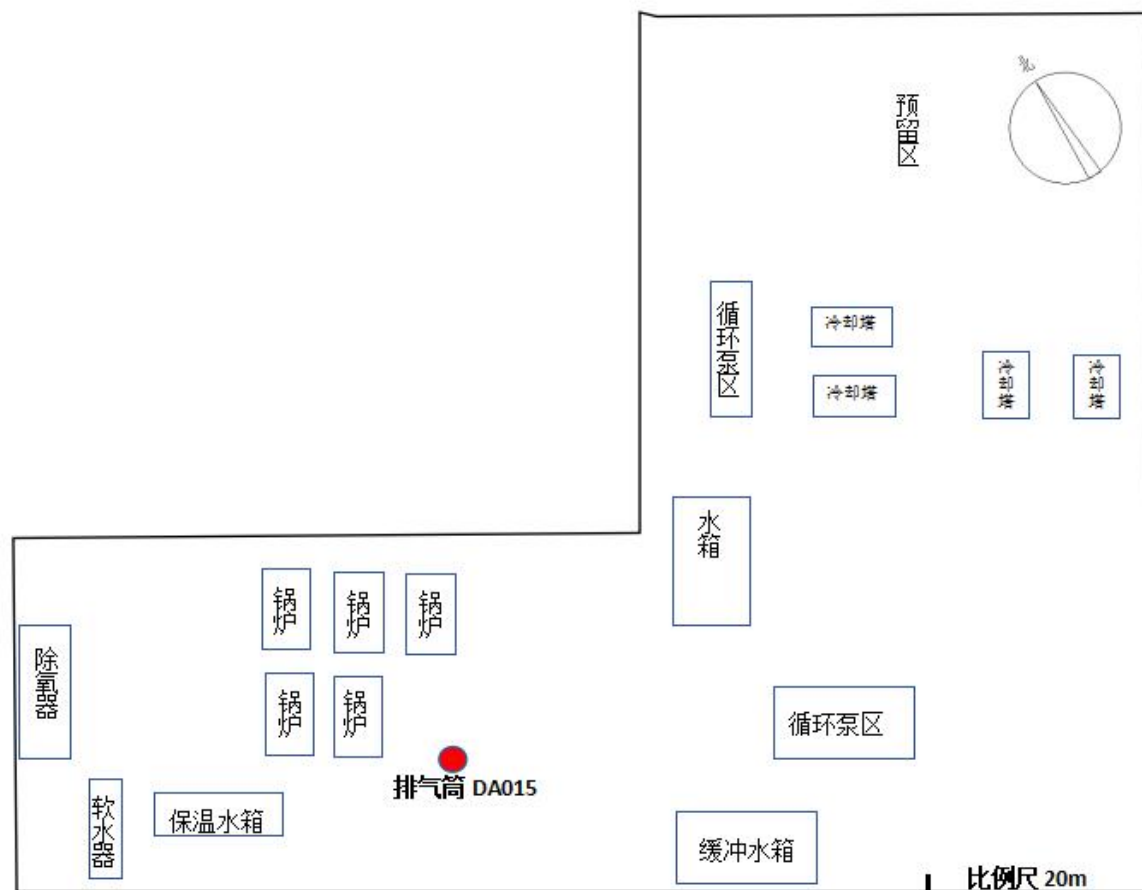 北
预留区
循环泵区
冷却塔
冷却塔
冷却塔
冷却塔
水箱
锅炉
锅炉
锅炉
除氧器
锅炉
锅炉
循环泵区
排气筒 DA015
软水器
保温水箱
缓冲水箱
比例尺 20m